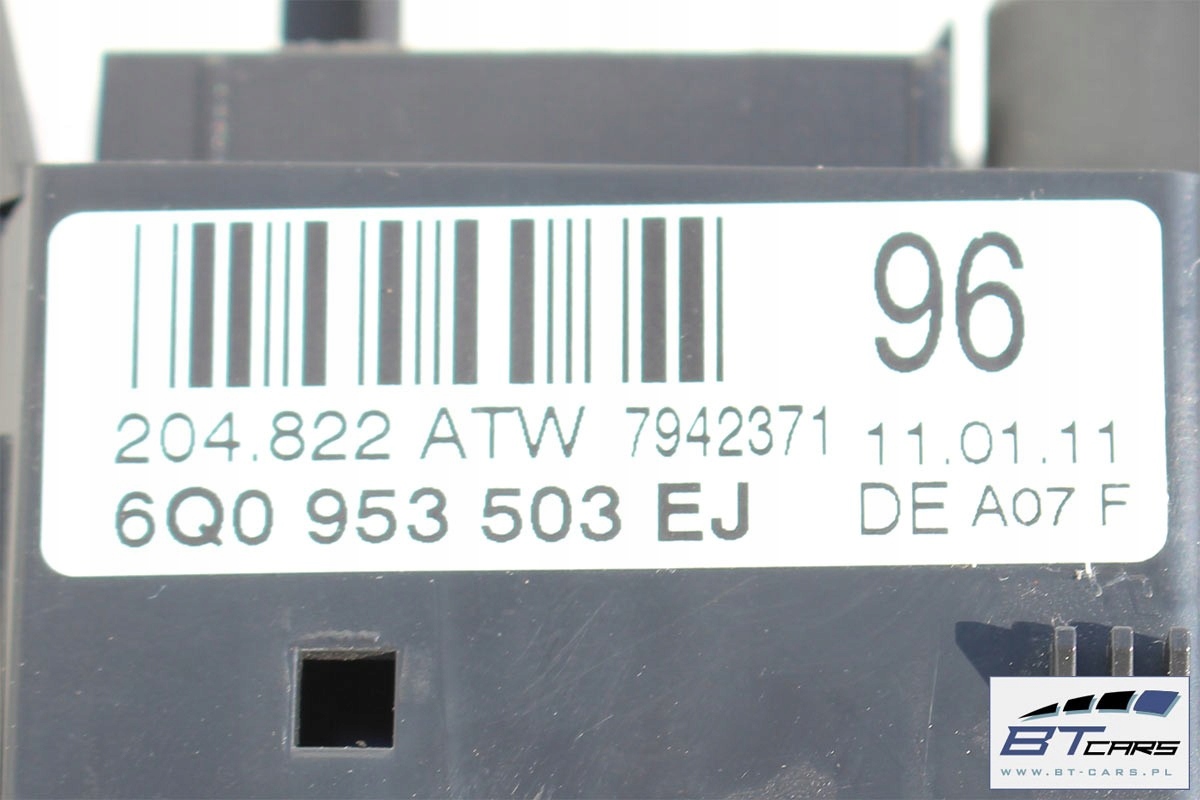 96
204.822 ATW 7942371 11.01.11
6Q0 953 503 EJ DE A07 F
BT CARS
WWW.BT-CARS.PL